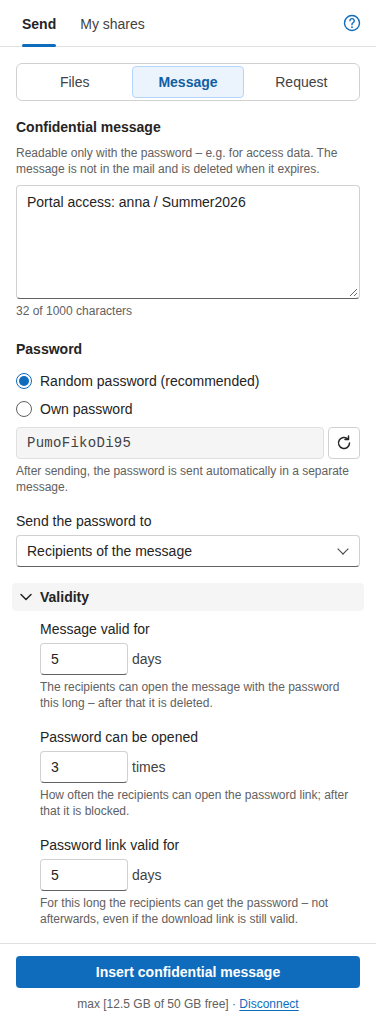 Send My shares
Files Message Request
Confidential message
Readable only with the password – e.g. for access data. The
message is not in the mail and is deleted when it expires.
Portal access: anna / Summer2026
32 of 1000 characters
Password
Random password (recommended)
Own password
PumoFikoDi95
After sending, the password is sent automatically in a separate
message.
Send the password to
Recipients of the message
Validity
Message valid for
5 days
The recipients can open the message with the password
this long – after that it is deleted.
Password can be opened
3 times
How often the recipients can open the password link; after
that it is blocked.
Password link valid for
5 days
For this long the recipients can get the password – not
afterwards, even if the download link is still valid.
Insert confidential message
max [12.5 GB of 50 GB free] · Disconnect